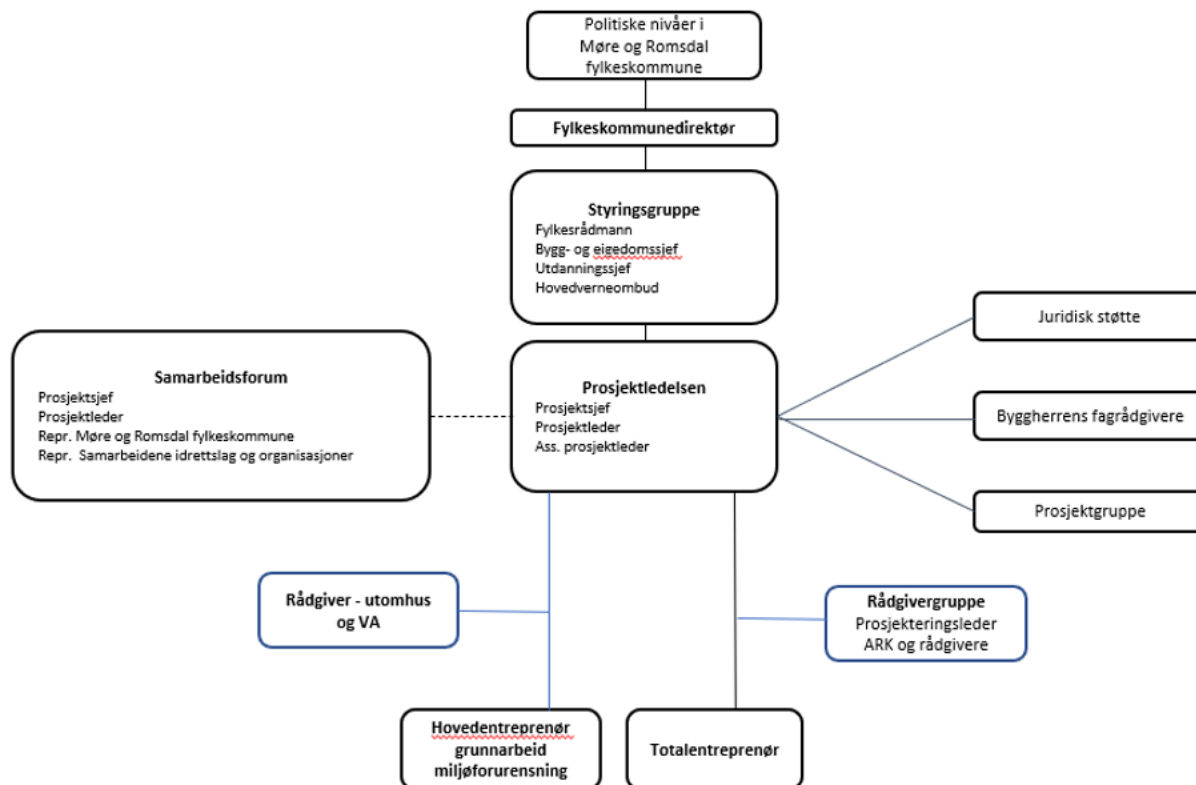 Politiske nivåer i
Møre og Romsdal
fylkeskommune
Fylkeskommunedirektør
Styringsgruppe
Fylkesrådmann
Bygg- og eigedomssjef
Utdanningssjef
Hovedverneombud
Juridisk støtte
Samarbeidsforum
Prosjektsjef
Prosjektleder
Repr. Møre og Romsdal fylkeskommune
Repr. Samarbeidene idrettslag og organisasjoner
Prosjektledelsen
Prosjektsjef
Prosjektleder
Ass. prosjektleder
Byggherrens fagrådgivere
Prosjektgruppe
Rådgiver - utomhus
og VA
Rådgivergruppe
Prosjekteringsleder
ARK og rådgivere
Hovedentreprenør
grunnarbeid
miljøforurensning
Totalentreprenør